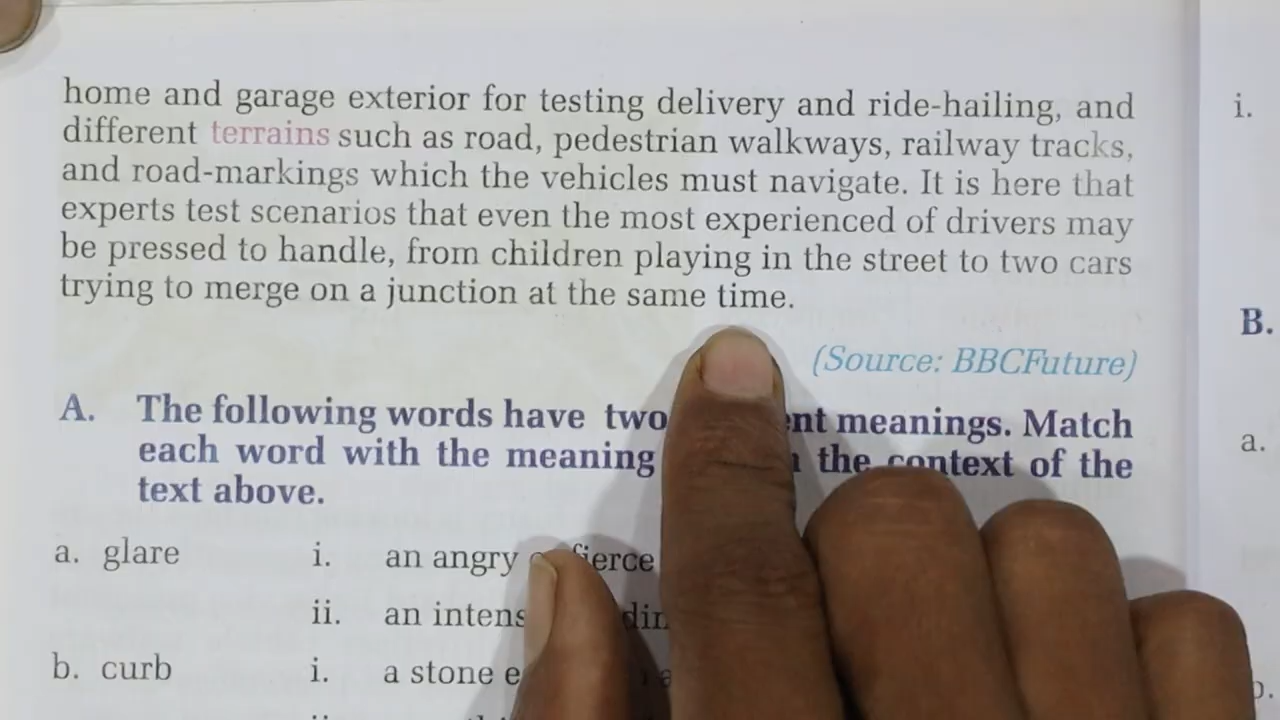 home and garage exterior for testing delivery and ride-hailing, and
different terrains such as road, pedestrian walkways, railway tracks,
and road-markings which the vehicles must navigate. It is here that
experts test scenarios that even the most experienced of drivers may
be pressed to handle, from children playing in the street to two cars
trying to merge on a junction at the same time.
(Source: BBCFuture)
A. The following words have two meanings. Match
each word with the meaning the context of the
text above.
a. glare i. an angry fierce
ii. an
b. curb i. a stone
i.
B.
a.